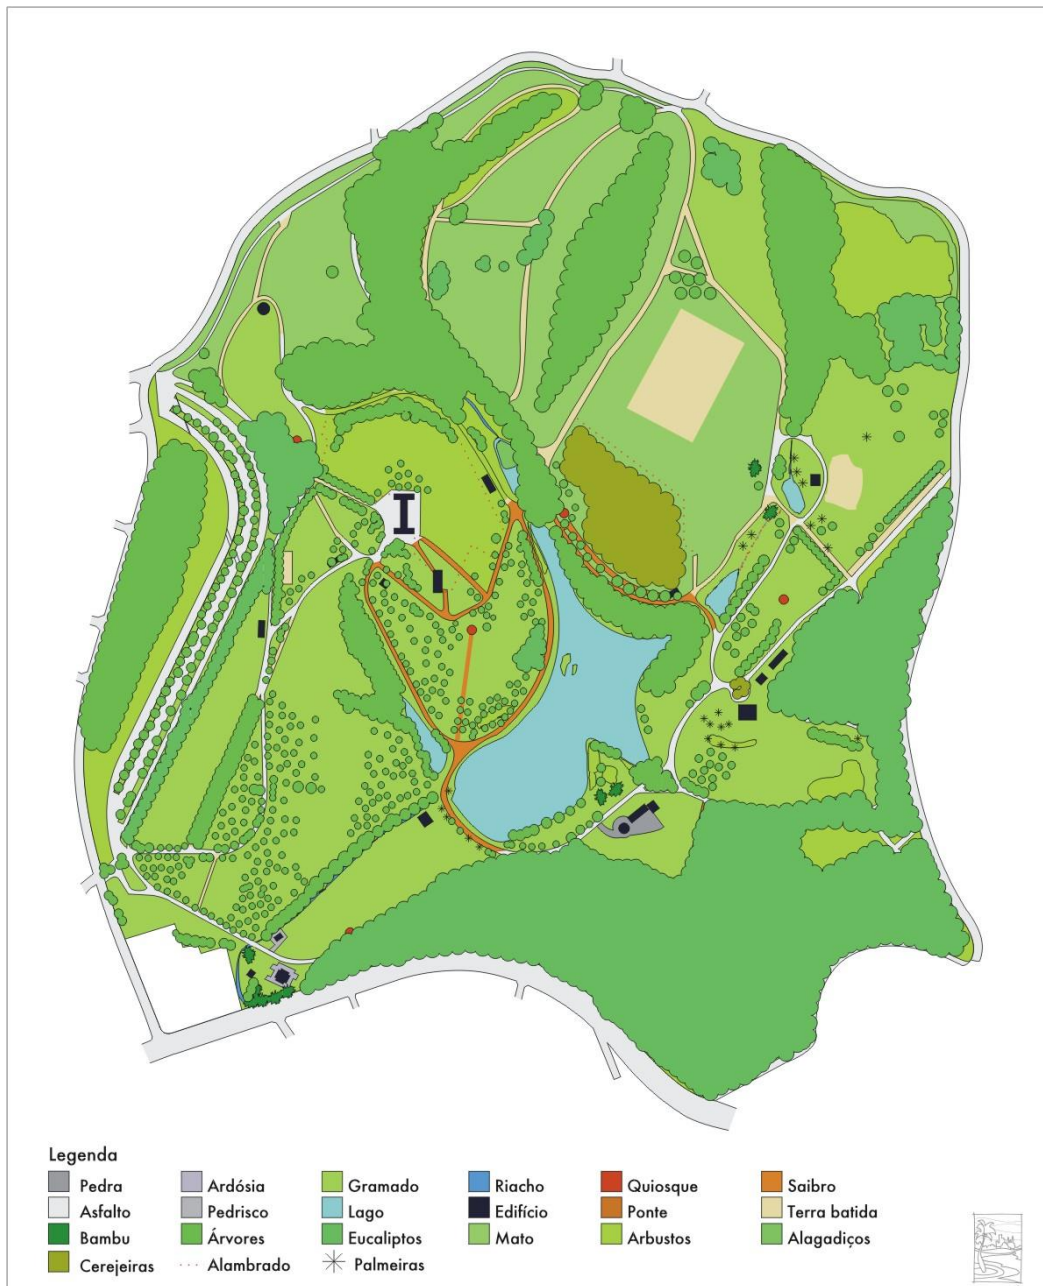 Legenda
Pedra Ardósia Gramado Riacho Quiosque Saibro
Asfalto Pedrisco Lago Edifício Ponte Terra batida
Bambu Árvores Eucaliptos Mato Arbustos Alagadiços
Cerejeiras Alambrado Palmeiras